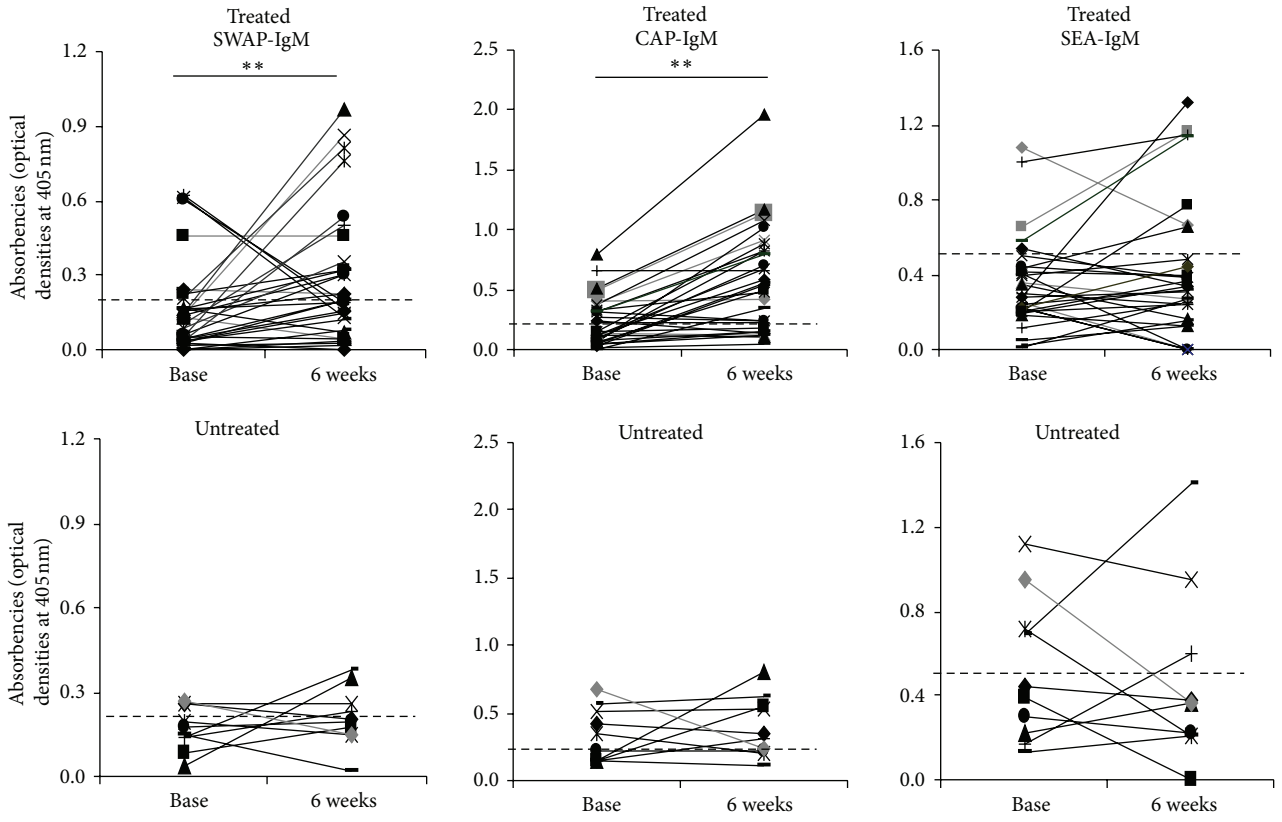 Treated
SWAP-IgM
**
Absorbencies (optical
densities at 405 nm)
1.2
0.9
0.6
0.3
0.0
Base
6 weeks
Treated
CAP-IgM
**
2.5
2.0
1.5
1.0
0.5
0.0
Base
6 weeks
Treated
SEA-IgM
1.6
1.2
0.8
0.4
0.0
Base
6 weeks
Untreated
Absorbencies (optical
densities at 405 nm)
1.2
0.9
0.6
0.3
0.0
Base
6 weeks
Untreated
2.5
2.0
1.5
1.0
0.5
0.0
Base
6 weeks
Untreated
1.6
1.2
0.8
0.4
0.0
Base
6 weeks